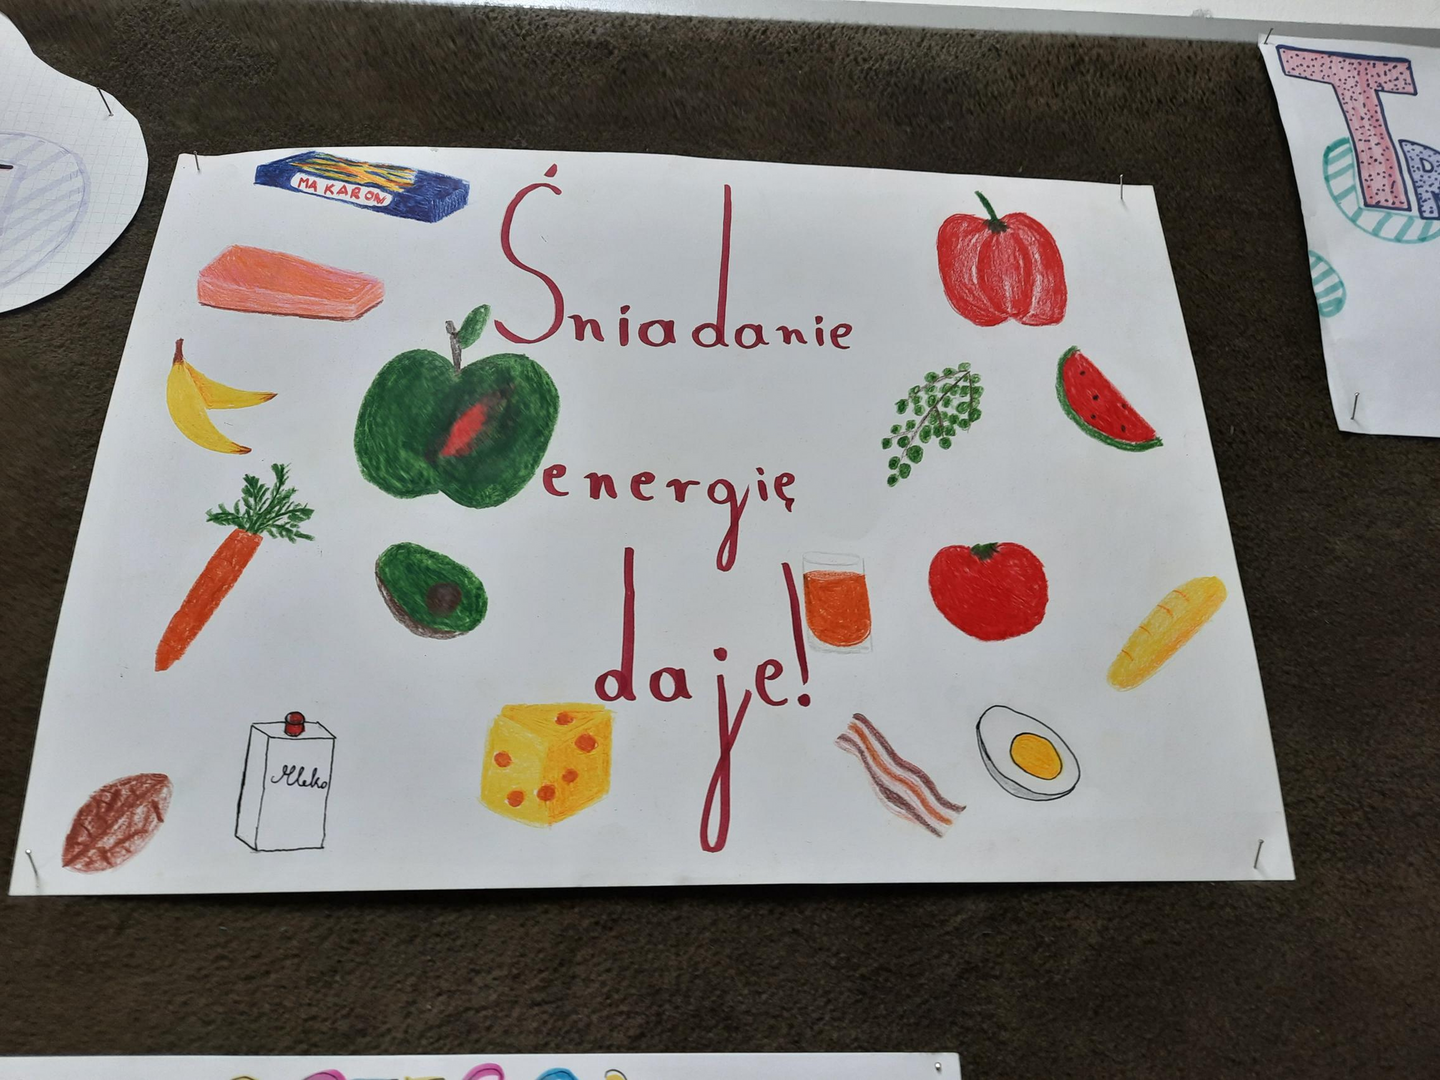 MAKARON
Śniadanie
energię
daje!
Mleko